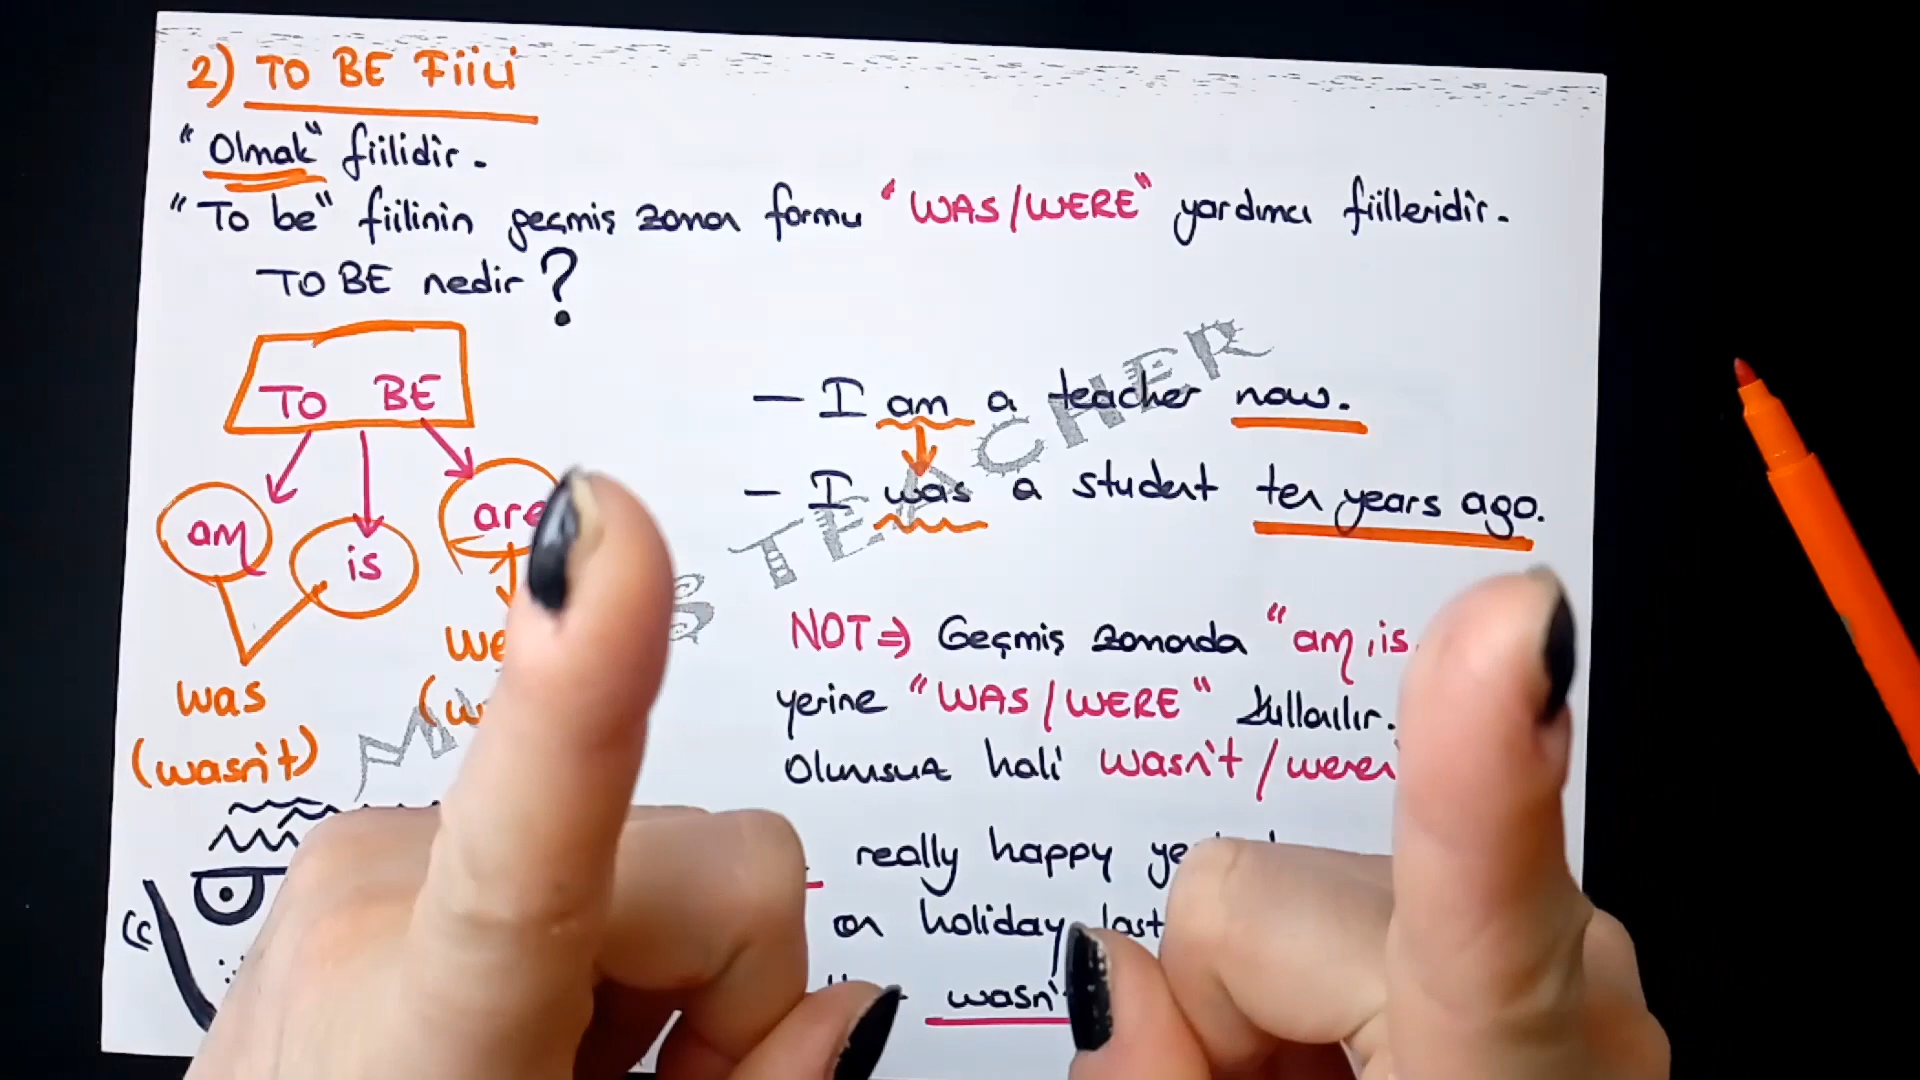 2) TO BE Fiili
"Olmak" fiilidir.
"To be" fiilinin geçmiş zaman formu "WAS/WERE" yardımcı fiilleridir.
TO BE nedir?
TO BE
am is are
was
(wasn't)
- I am a teacher now.
- I was a student ten years ago.
NOT => Geçmiş zamanda "am, is
yerine "WAS/WERE" kullanılır.
Olumsuz hali wasn't /
really happy
on holiday last
wasn't
TEACHER